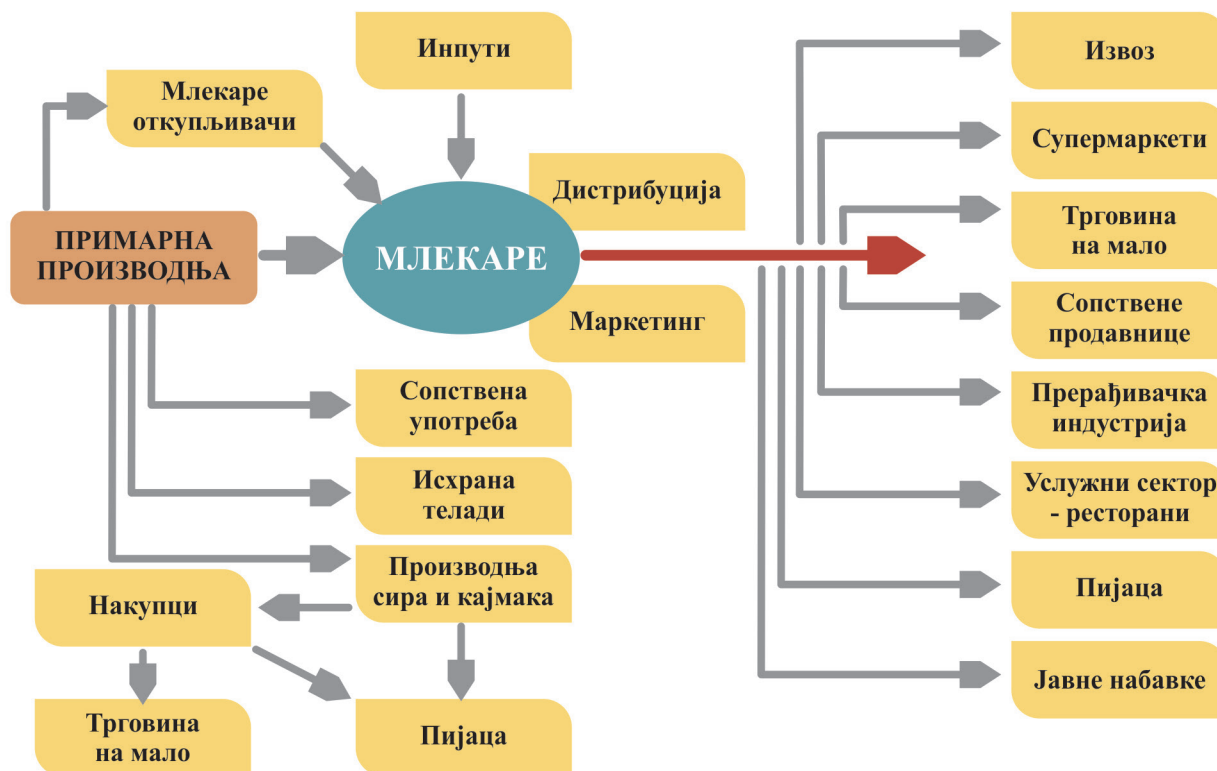 Инпути
Млекаре
откупљивачи
ПРИМАРНА
ПРОИЗВОДЊА
МЛЕКАРЕ
Дистрибуција
Маркетинг
Сопствена
употреба
Исхрана
телади
Производња
сира и кајмака
Накупци
Трговина
на мало
Пијаца
Извоз
Супермаркети
Трговина
на мало
Сопствене
продавнице
Прерађивачка
индустрија
Услужни сектор
- ресторани
Пијаца
Јавне набавке